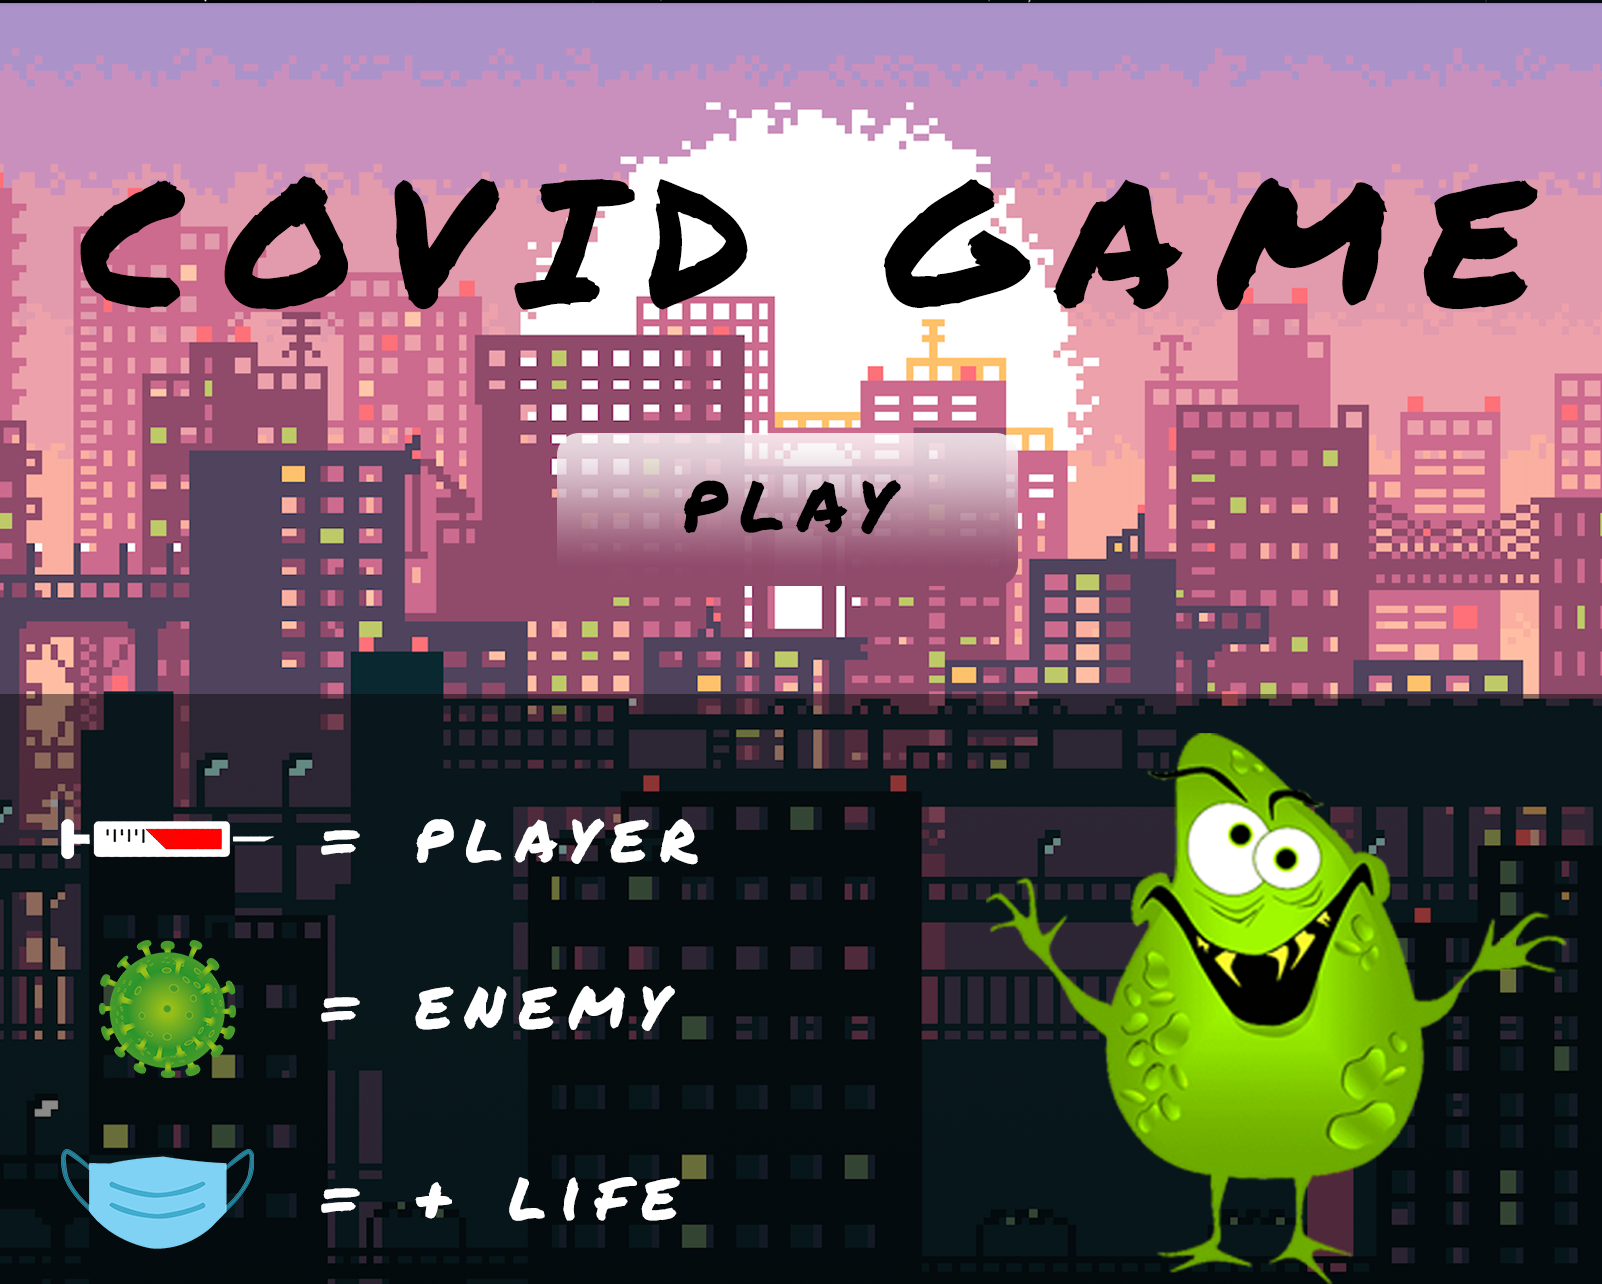 COVID GAME
PLAY
= PLAYER
= ENEMY
= + LIFE